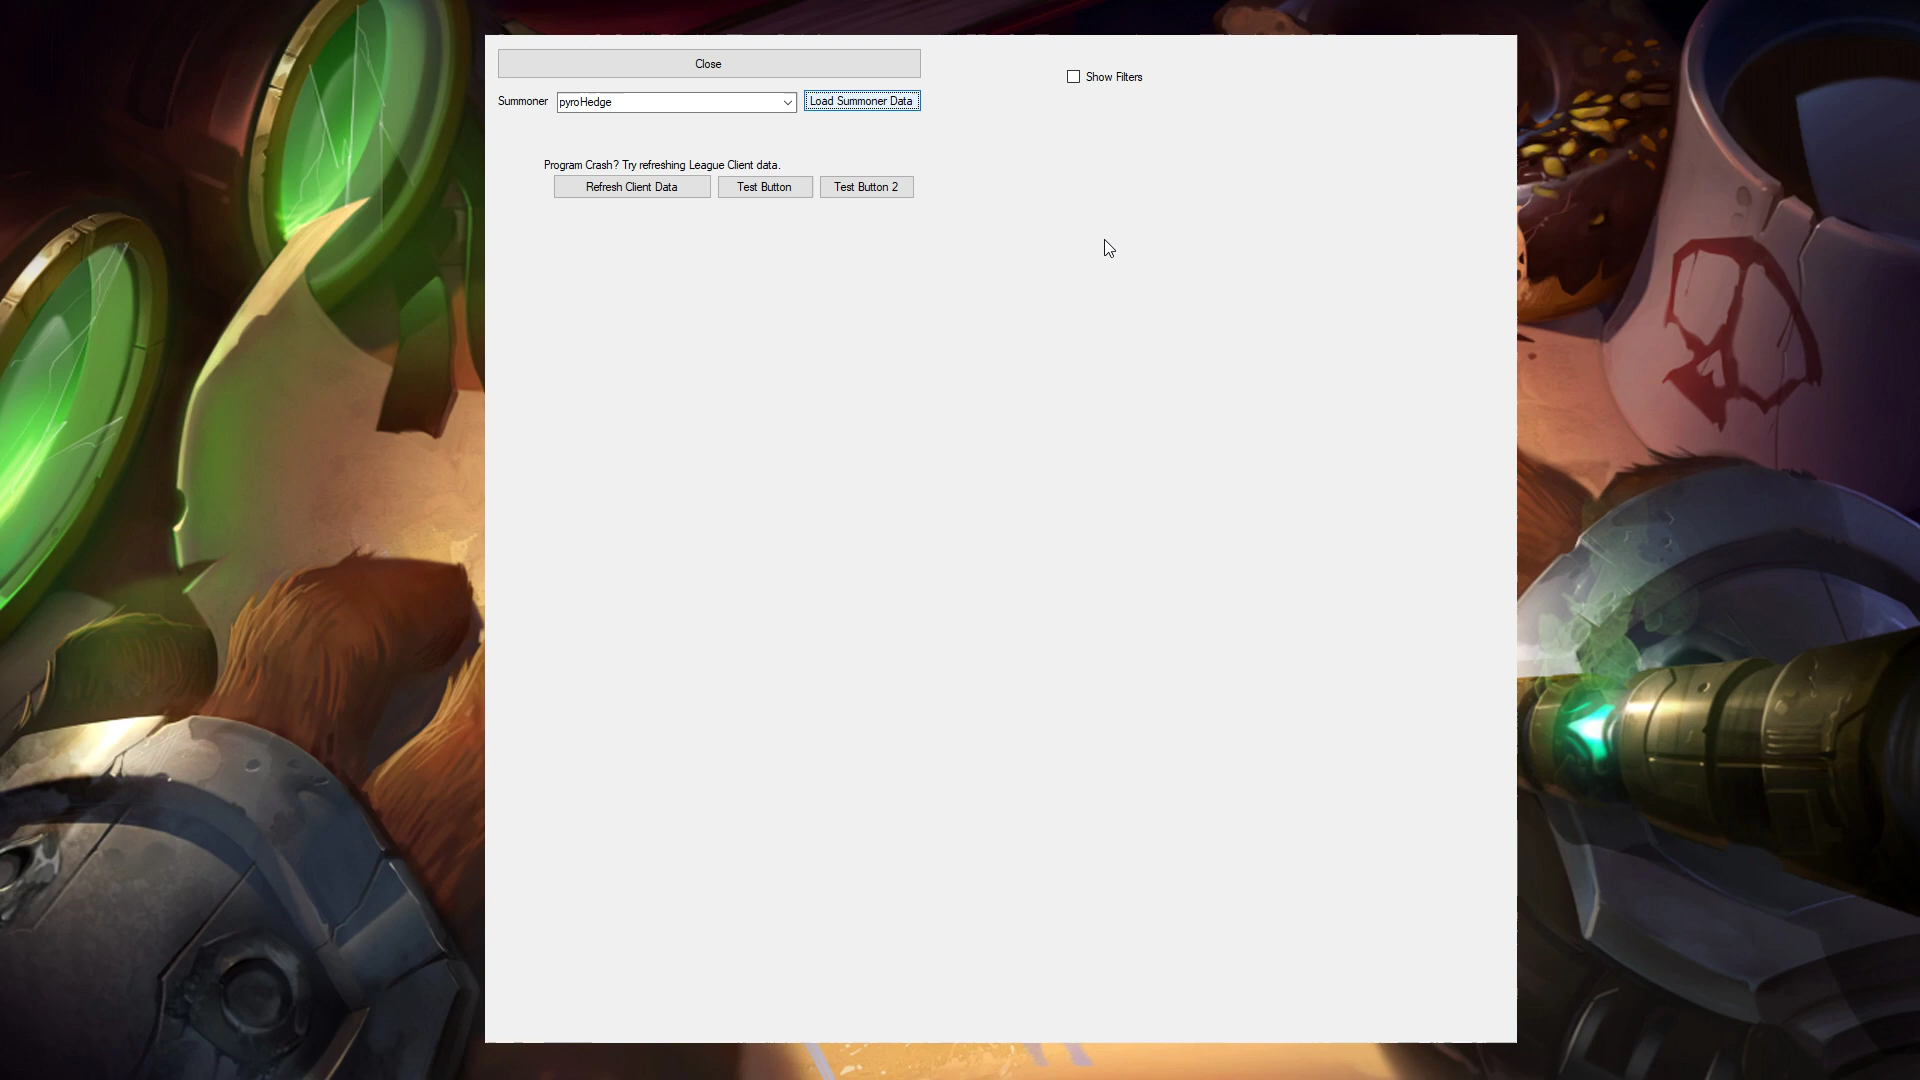 Close
Show Filters
Summoner pyroHedge Load Summoner Data
Program Crash? Try refreshing League Client data.
Refresh Client Data Test Button Test Button 2